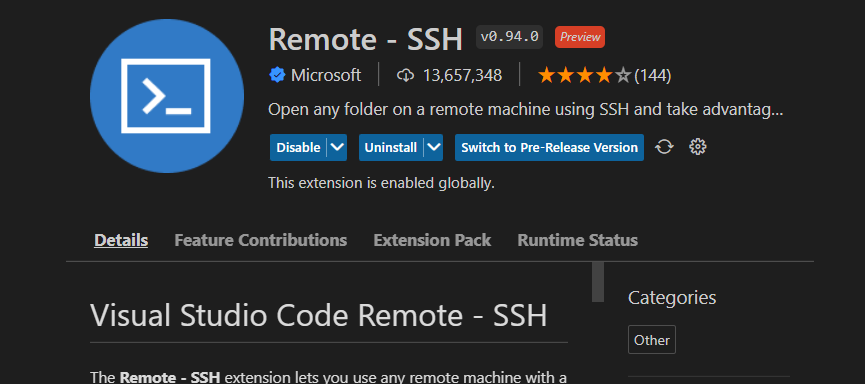 Remote - SSH v0.94.0 Preview
Microsoft 13,657,348 (144)
Open any folder on a remote machine using SSH and take advantag...
Disable Uninstall Switch to Pre-Release Version
This extension is enabled globally.
Details Feature Contributions Extension Pack Runtime Status
Visual Studio Code Remote - SSH
The Remote - SSH extension lets you use any remote machine with a
Categories
Other